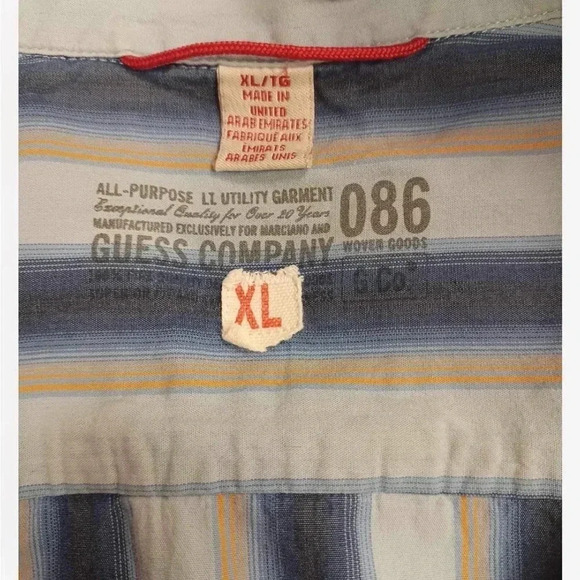 XL/TG
MADE IN
UNITED
ARAB EMIRATES
FABRIQUÉ AUX
EMIRATS
ARABES UNIS
ALL-PURPOSE LT. UTILITY GARMENT
Exceptional Quality for Over 20 Years
MANUFACTURED EXCLUSIVELY FOR MARCIANO AND
GUESS COMPANY
086
WOVEN GOODS
G.Co.
XL